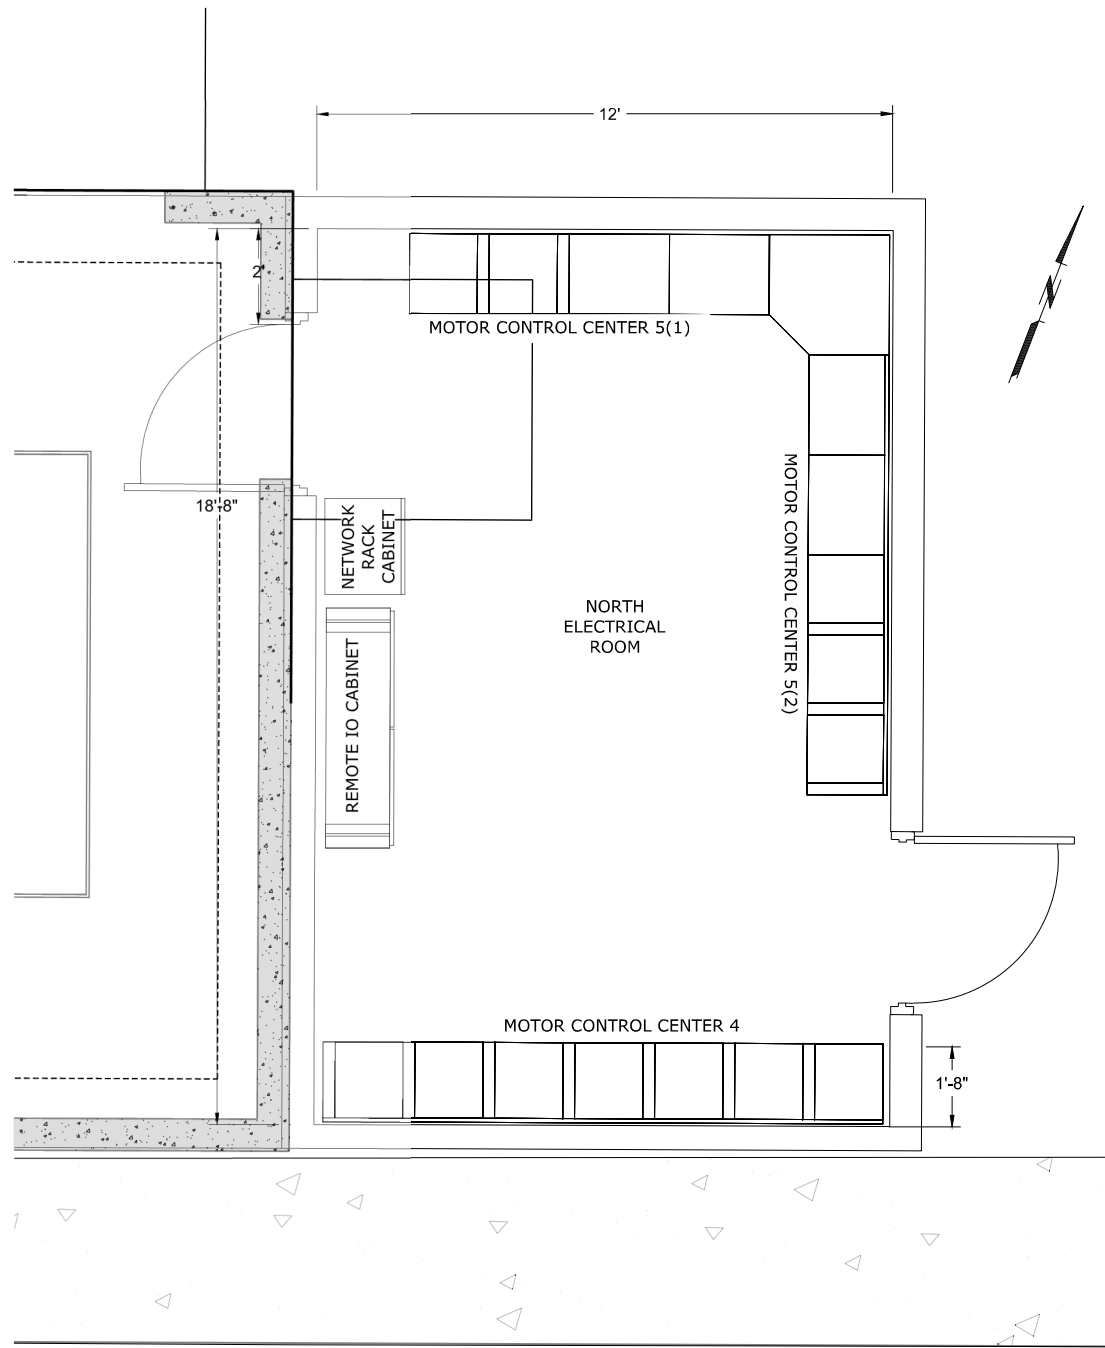 12'
2'
MOTOR CONTROL CENTER 5(1)
N
18'-8"
NETWORK
RACK
CABINET
MOTOR CONTROL CENTER 5(2)
NORTH
ELECTRICAL
ROOM
REMOTE IO CABINET
MOTOR CONTROL CENTER 4
1'-8"